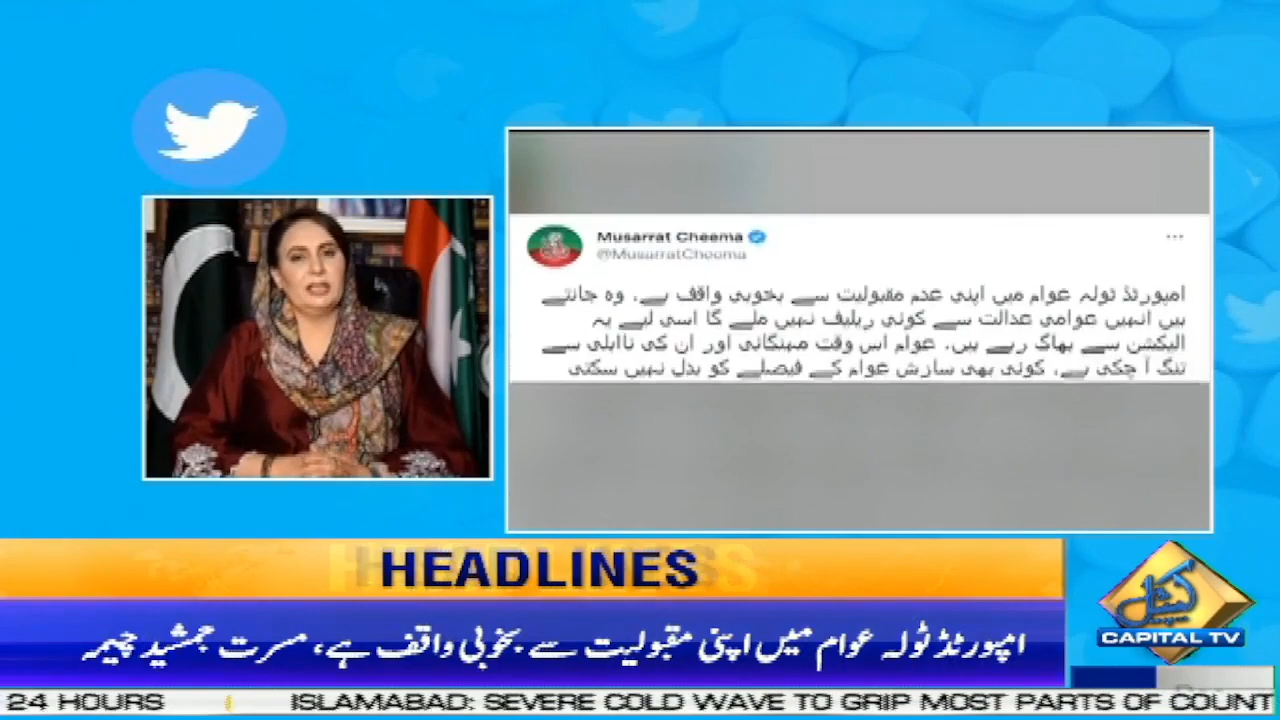 Musarrat Cheema
@MusarratCheema
امپورٹڈ ٹولہ عوام میں اپنی عدم مقبولیت سے بخوبی واقف ہے، وہ جانتے
ہیں انہیں عوامی عدالت سے کوئی ریلیف نہیں ملے گا اسی لیے یہ
الیکشن سے بھاگ رہے ہیں، عوام اس وقت مہنگائی اور ان کی نااہلی سے
تنگ آ چکی ہے، کوئی بھی سازش عوام کے فیصلے کو بدل نہیں سکتی
HEADLINES
امپورٹڈ ٹولہ عوام میں اپنی مقبولیت سے بخوبی واقف ہے، مسرت جمشید چیمہ
کیپیٹل
CAPITAL TV
24 HOURS ISLAMABAD: SEVERE COLD WAVE TO GRIP MOST PARTS OF COUNT